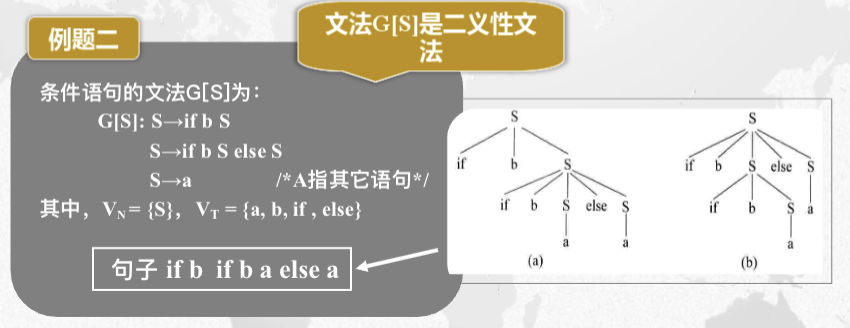 例题二
文法G[S]是二义性文
法
条件语句的文法G[S]为：
G[S]: S→if b S
S→if b S else S
S→a /*A指其它语句*/
其中，VN = {S}，VT = {a, b, if , else}
句子 if b if b a else a
S
if b S
if b S else S
a a
(a)
S
if b S else S
if b S a
a
(b)